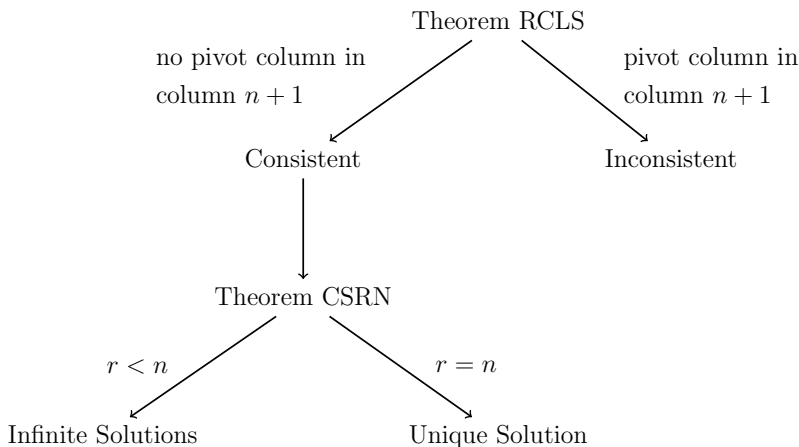 Theorem RCLS
no pivot column in
column n + 1
pivot column in
column n + 1
Consistent
Inconsistent
Theorem CSRN
r < n
r = n
Infinite Solutions
Unique Solution